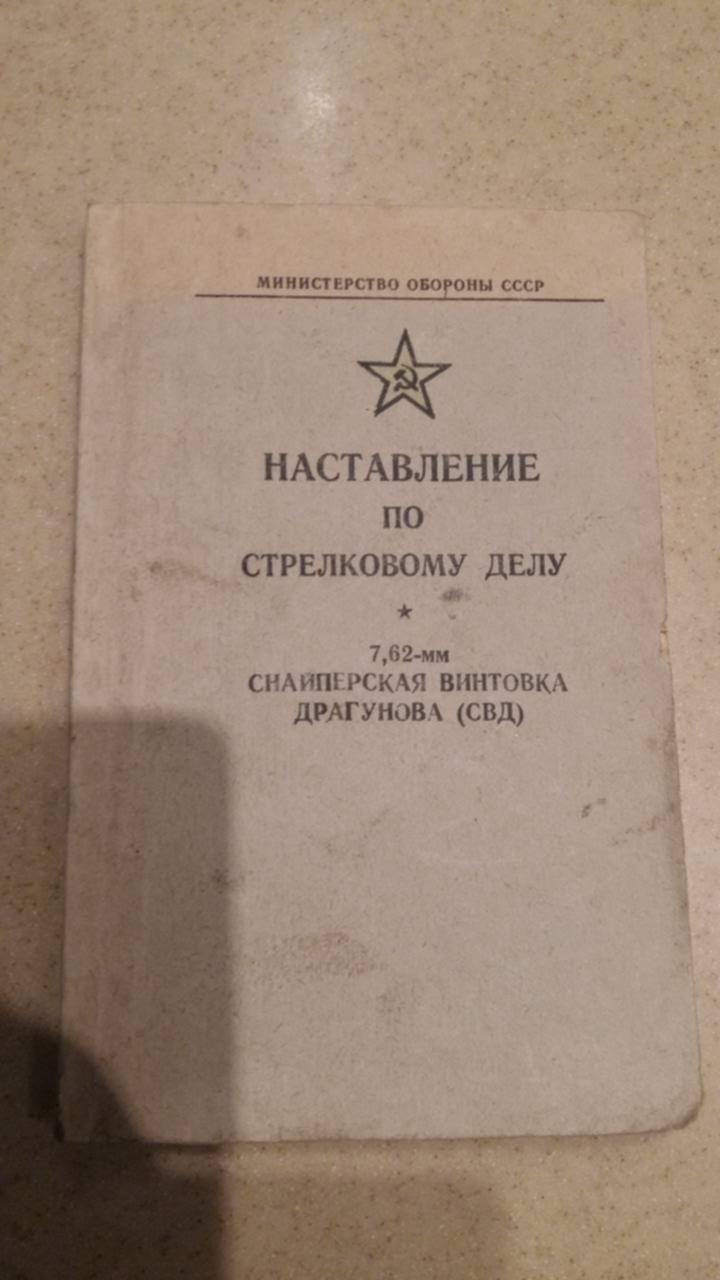 МИНИСТЕРСТВО ОБОРОНЫ СССР
НАСТАВЛЕНИЕ
ПО
СТРЕЛКОВОМУ ДЕЛУ
7,62-мм
СНАЙПЕРСКАЯ ВИНТОВКА
ДРАГУНОВА (СВД)